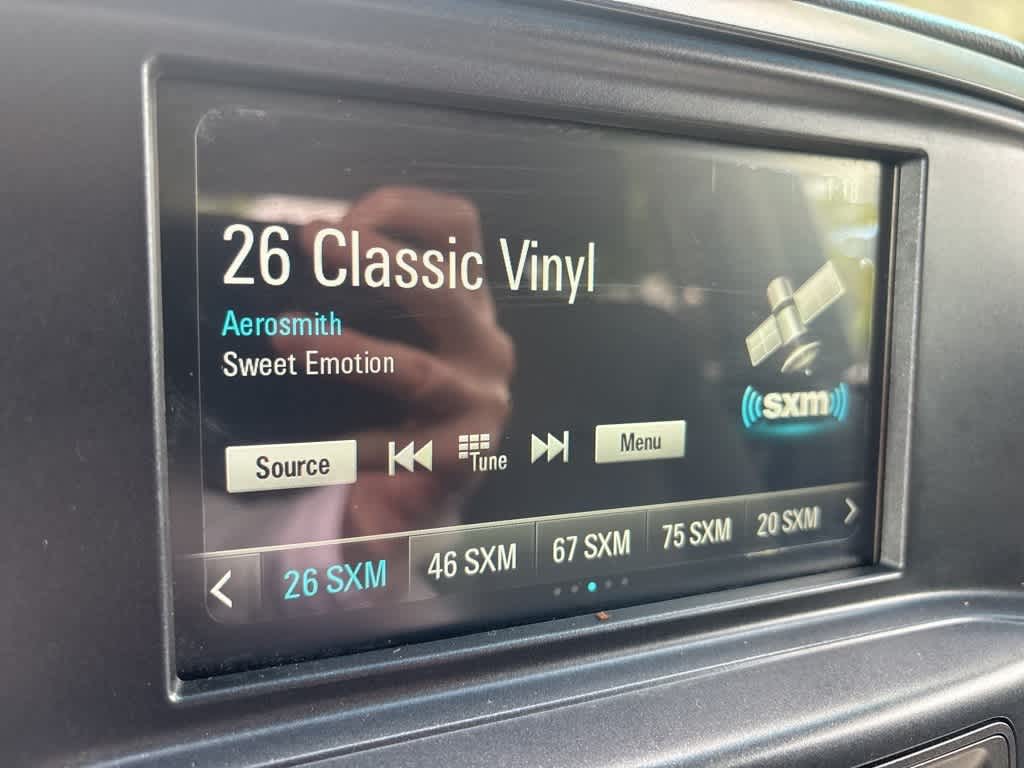 26 Classic Vinyl
Aerosmith
Sweet Emotion
sxm
Source
Tune
Menu
26 SXM
46 SXM
67 SXM
75 SXM
20 SXM